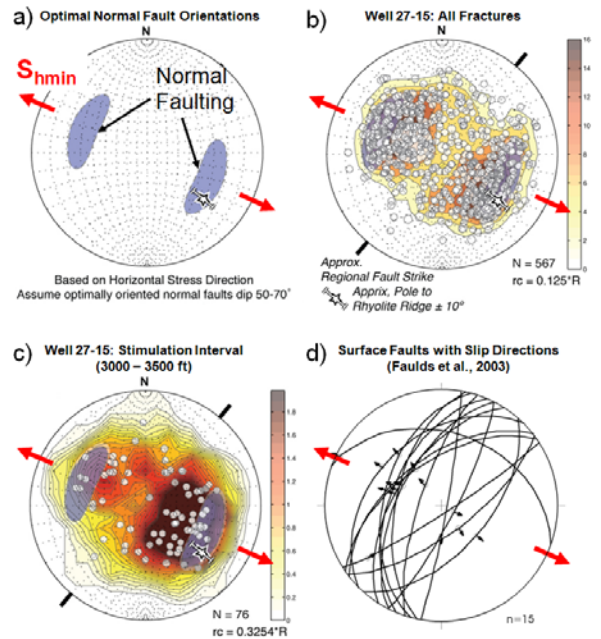 a) Optimal Normal Fault Orientations
N
Shmin
Normal
Faulting
Based on Horizontal Stress Direction
Assume optimally oriented normal faults dip 50-70°
b) Well 27-15: All Fractures
N
16
14
12
10
8
6
4
2
0
Approx.
Regional Fault Strike
Apprix, Pole to
Rhyolite Ridge ± 10°
N = 567
rc = 0.125*R
c) Well 27-15: Stimulation Interval
(3000 – 3500 ft)
N
1.8
1.6
1.4
1.2
1
0.8
0.6
0.4
0.2
0
N = 76
rc = 0.3254*R
d) Surface Faults with Slip Directions
(Faulds et al., 2003)
n=15